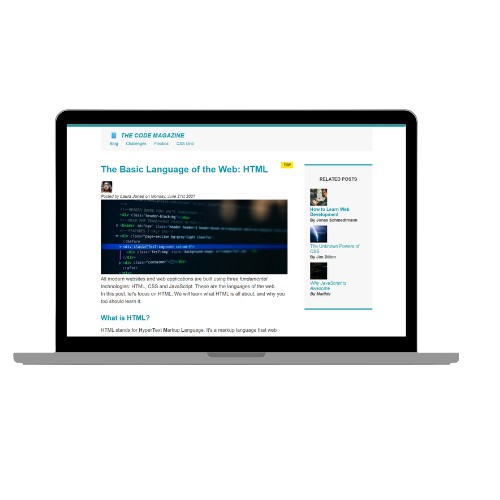 THE CODE MAGAZINE
Blog Challenges Flexbox CSS Grid
The Basic Language of the Web: HTML
TOP
Posted by Laura Jones on Monday, June 21st 2027
All modern websites and web applications are built using three fundamental
technologies: HTML, CSS and JavaScript. These are the languages of the web.
In this post, let's focus on HTML. We will learn what HTML is all about, and why you
too should learn it.
What is HTML?
HTML stands for HyperText Markup Language. It's a markup language that web
RELATED POSTS
How to Learn Web
Development
By Jonas Schmedtmann
The Unknown Powers of
CSS
By Jim Dillon
Why JavaScript is
Awesome
By Matilda